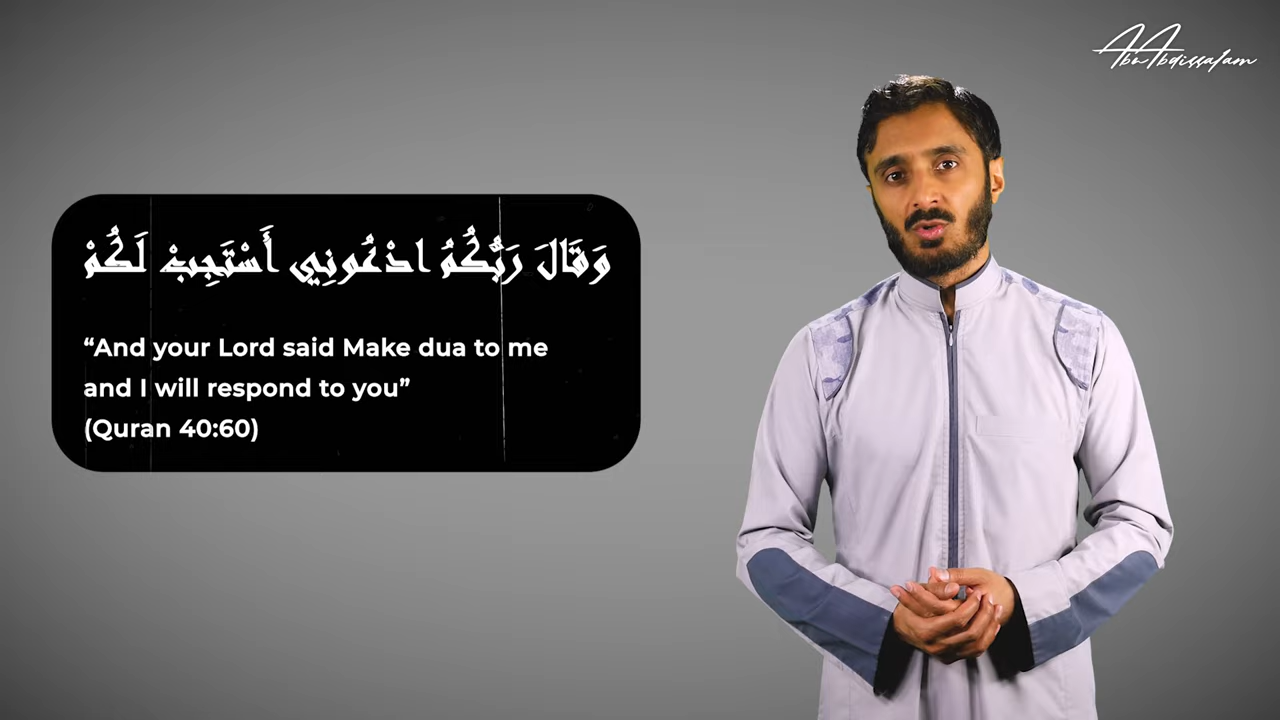 وَقَالَ رَبُّكُمُ ادْعُونِي أَسْتَجِبْ لَكُمْ
“And your Lord said Make dua to me
and I will respond to you”
(Quran 40:60)
AbnAbdissalam